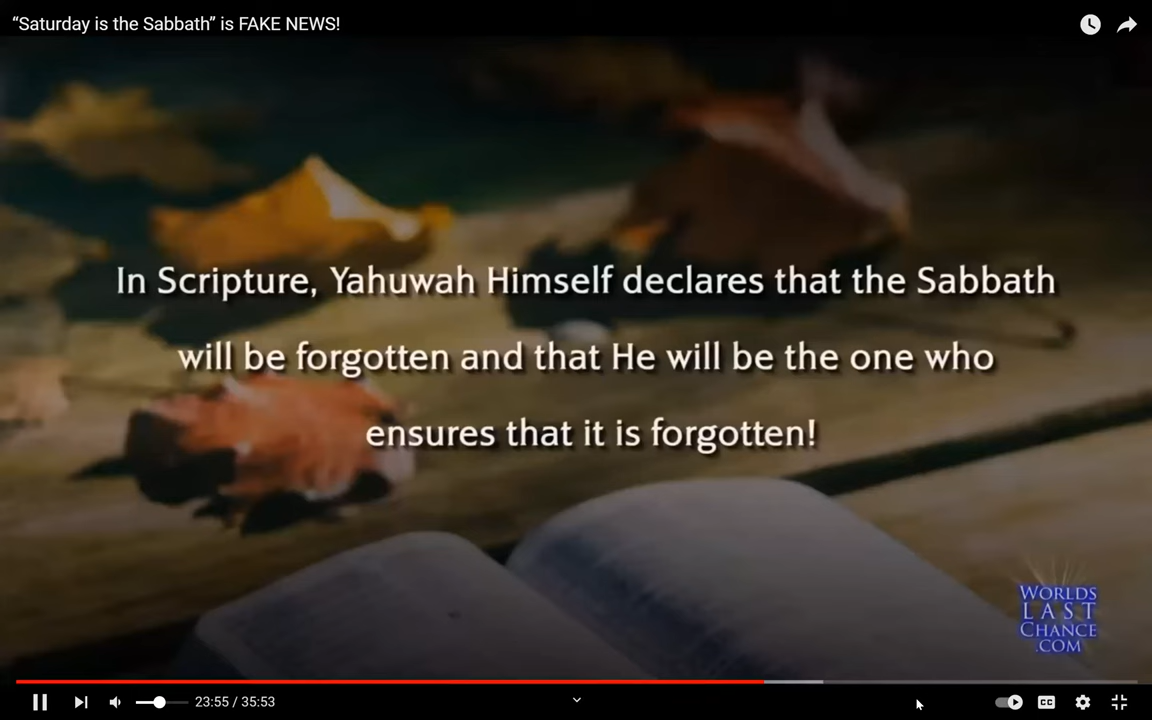 “Saturday is the Sabbath” is FAKE NEWS!
In Scripture, Yahuwah Himself declares that the Sabbath
will be forgotten and that He will be the one who
ensures that it is forgotten!
WORLDS
LAST
CHANCE
.COM
23:55 / 35:53
CC